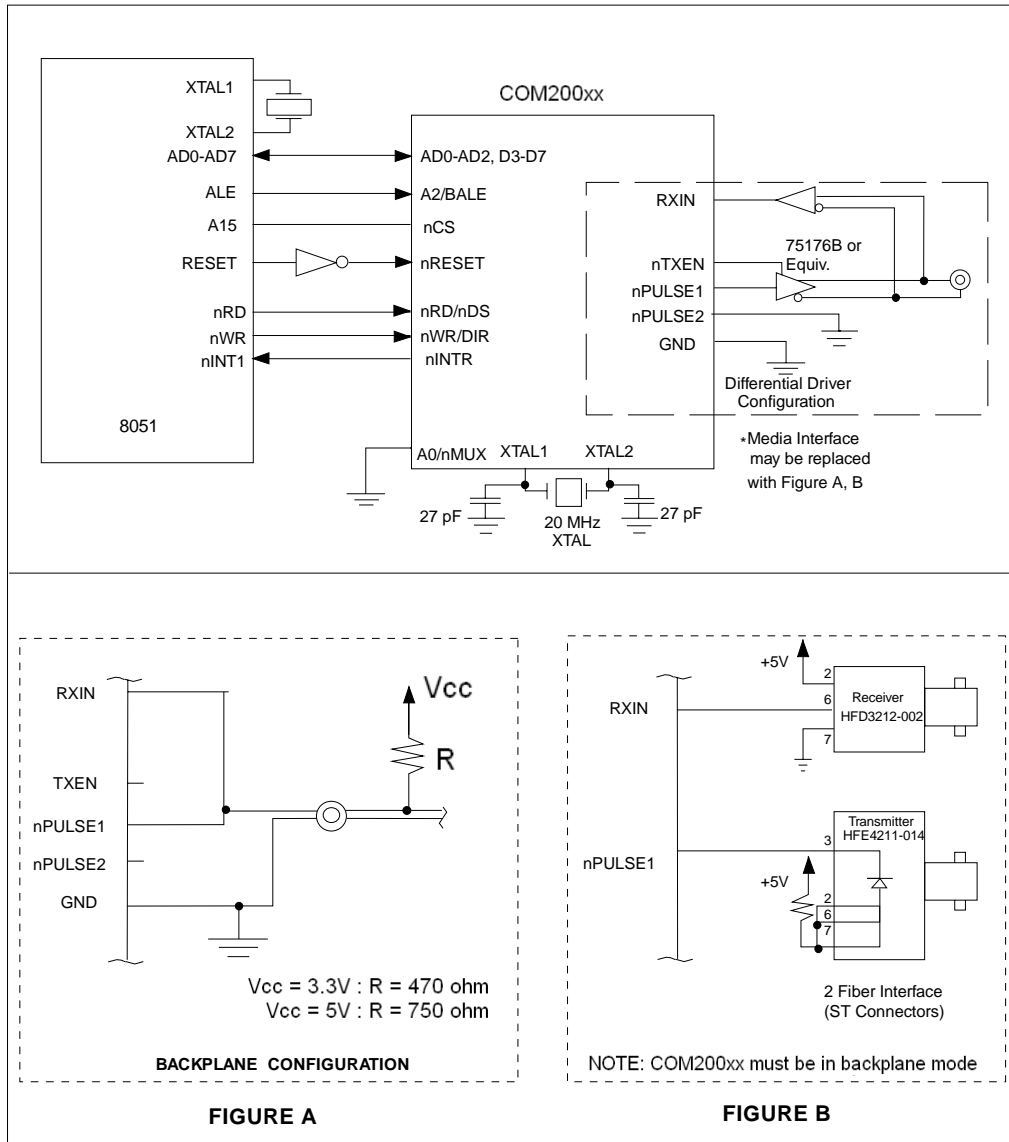 COM200xx
XTAL1
XTAL2
AD0-AD7
ALE
A15
RESET
nRD
nWR
nINT1
8051
AD0-AD2, D3-D7
A2/BALE
nCS
nRESET
nRD/nDS
nWR/DIR
nINTR
A0/nMUX
XTAL1
XTAL2
RXIN
nTXEN
nPULSE1
nPULSE2
GND
75176B or
Equiv.
Differential Driver
Configuration
*Media Interface
may be replaced
with Figure A, B
27 pF
20 MHz
XTAL
27 pF
RXIN
TXEN
nPULSE1
nPULSE2
GND
Vcc
R
Vcc = 3.3V : R = 470 ohm
Vcc = 5V : R = 750 ohm
BACKPLANE CONFIGURATION
FIGURE A
RXIN
nPULSE1
+5V
2
6
7
Receiver
HFD3212-002
Transmitter
HFE4211-014
3
+5V
2
6
7
2 Fiber Interface
(ST Connectors)
NOTE: COM200xx must be in backplane mode
FIGURE B